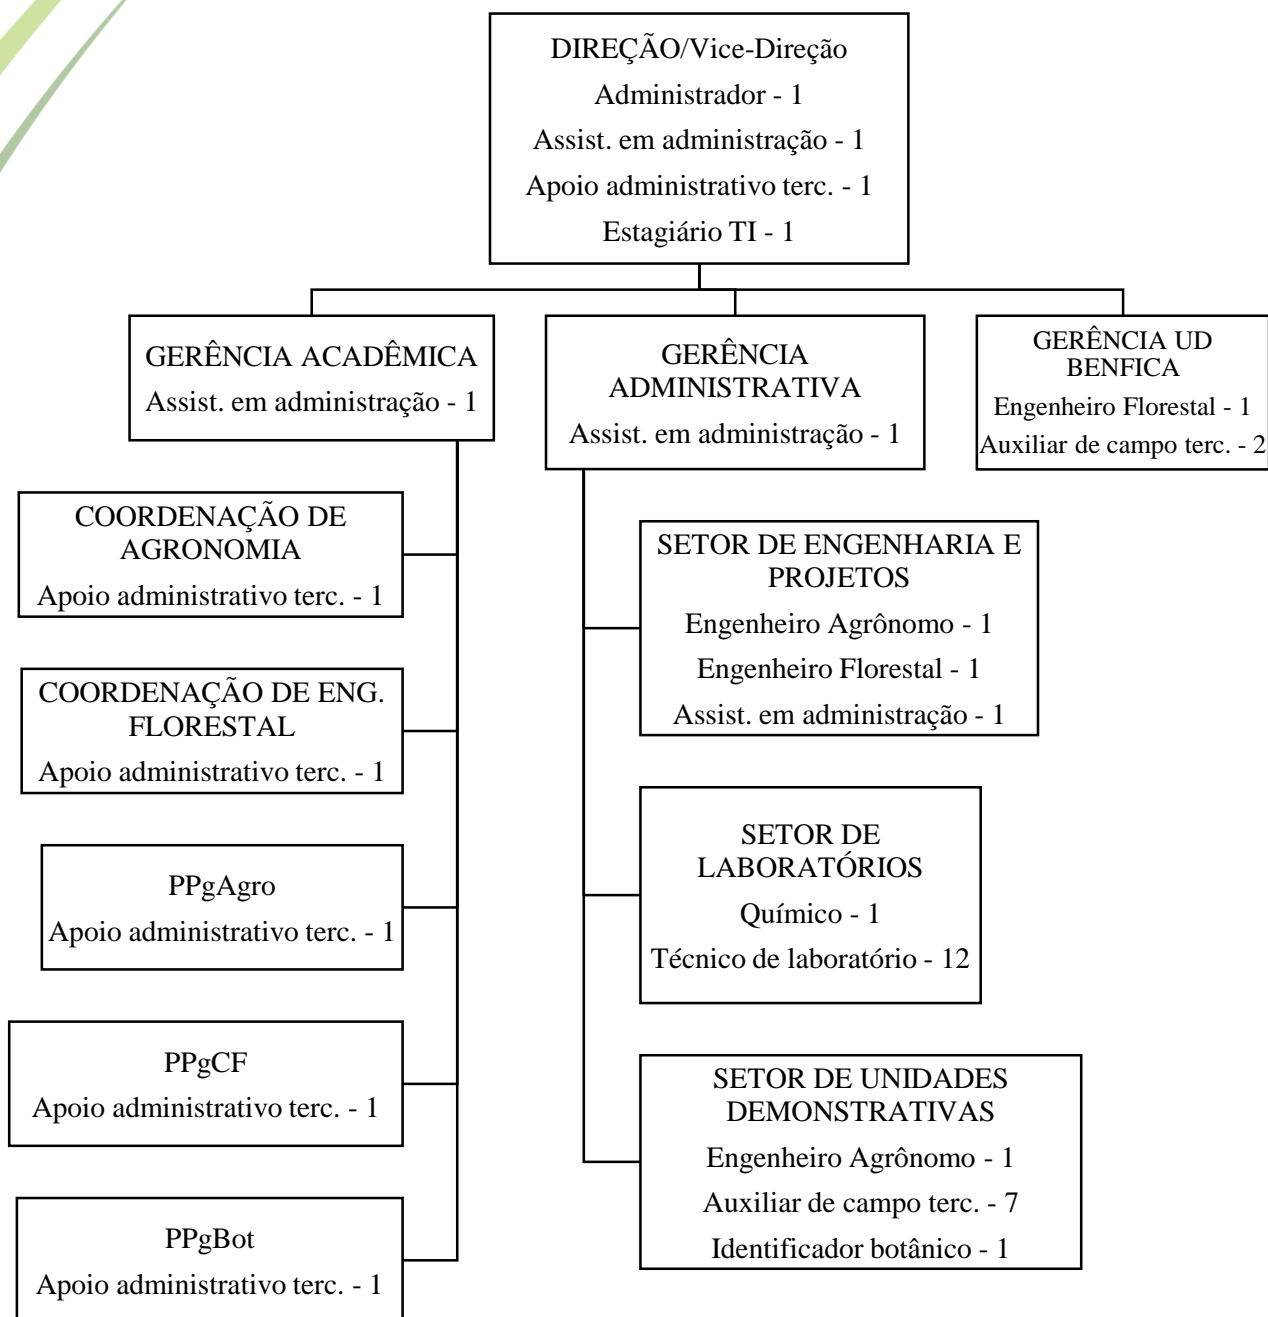 DIREÇÃO/Vice-Direção
Administrador - 1
Assist. em administração - 1
Apoio administrativo terc. - 1
Estagiário TI - 1
GERÊNCIA ACADÊMICA
Assist. em administração - 1
GERÊNCIA
ADMINISTRATIVA
Assist. em administração - 1
GERÊNCIA UD
BENFICA
Engenheiro Florestal - 1
Auxiliar de campo terc. - 2
COORDENAÇÃO DE
AGRONOMIA
Apoio administrativo terc. - 1
COORDENAÇÃO DE ENG.
FLORESTAL
Apoio administrativo terc. - 1
PPgAgro
Apoio administrativo terc. - 1
PPgCF
Apoio administrativo terc. - 1
PPgBot
Apoio administrativo terc. - 1
SETOR DE ENGENHARIA E
PROJETOS
Engenheiro Agrônomo - 1
Engenheiro Florestal - 1
Assist. em administração - 1
SETOR DE
LABORATÓRIOS
Químico - 1
Técnico de laboratório - 12
SETOR DE UNIDADES
DEMONSTRATIVAS
Engenheiro Agrônomo - 1
Auxiliar de campo terc. - 7
Identificador botânico - 1